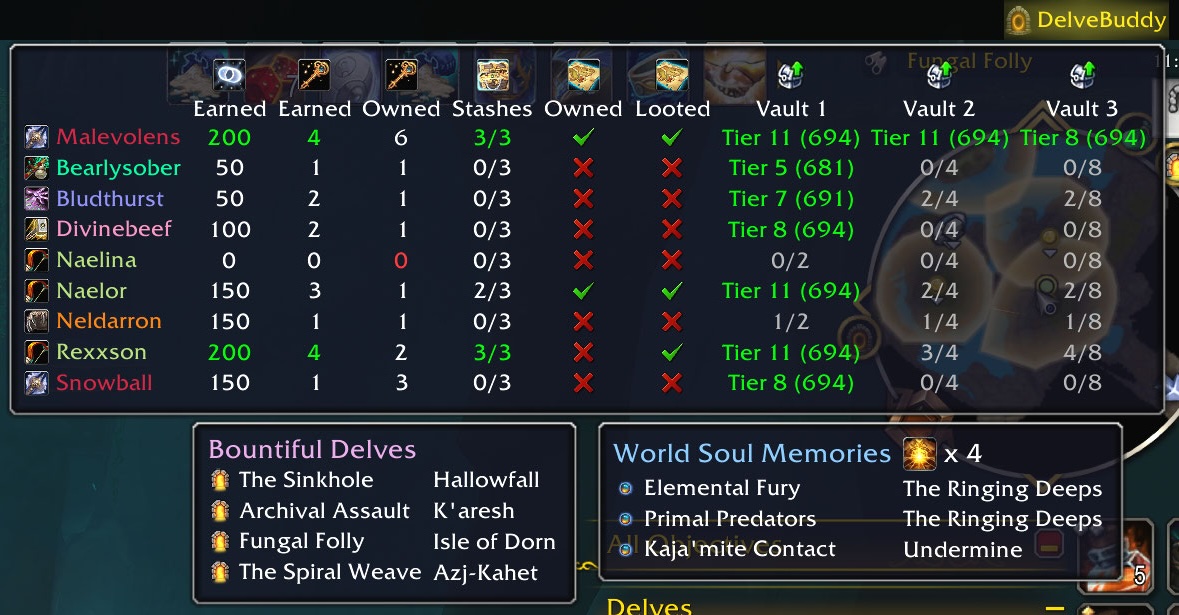 DelveBuddy
Fungal Folly
11:
Earned Earned Owned Stashes Owned Looted Vault 1 Vault 2 Vault 3
Malevolens 200 4 6 3/3 Tier 11 (694) Tier 11 (694) Tier 8 (694)
Bearlysober 50 1 1 0/3 Tier 5 (681) 0/4 0/8
Bludthurst 50 2 1 0/3 Tier 7 (691) 2/4 2/8
Divinebeef 100 2 1 0/3 Tier 8 (694) 0/4 0/8
Naelina 0 0 0 0/3 0/2 0/4 0/8
Naelor 150 3 1 2/3 Tier 11 (694) 2/4 2/8
Neldarron 150 1 1 0/3 1/2 1/4 1/8
Rexxson 200 4 2 3/3 Tier 11 (694) 3/4 4/8
Snowball 150 1 3 0/3 Tier 8 (694) 0/4 0/8
Bountiful Delves
The Sinkhole Hallowfall
Archival Assault K'aresh
Fungal Folly Isle of Dorn
The Spiral Weave Azj-Kahet
World Soul Memories x 4
Elemental Fury The Ringing Deeps
Primal Predators The Ringing Deeps
Kaja'mite Contact Undermine
All Objectives
5
Delves